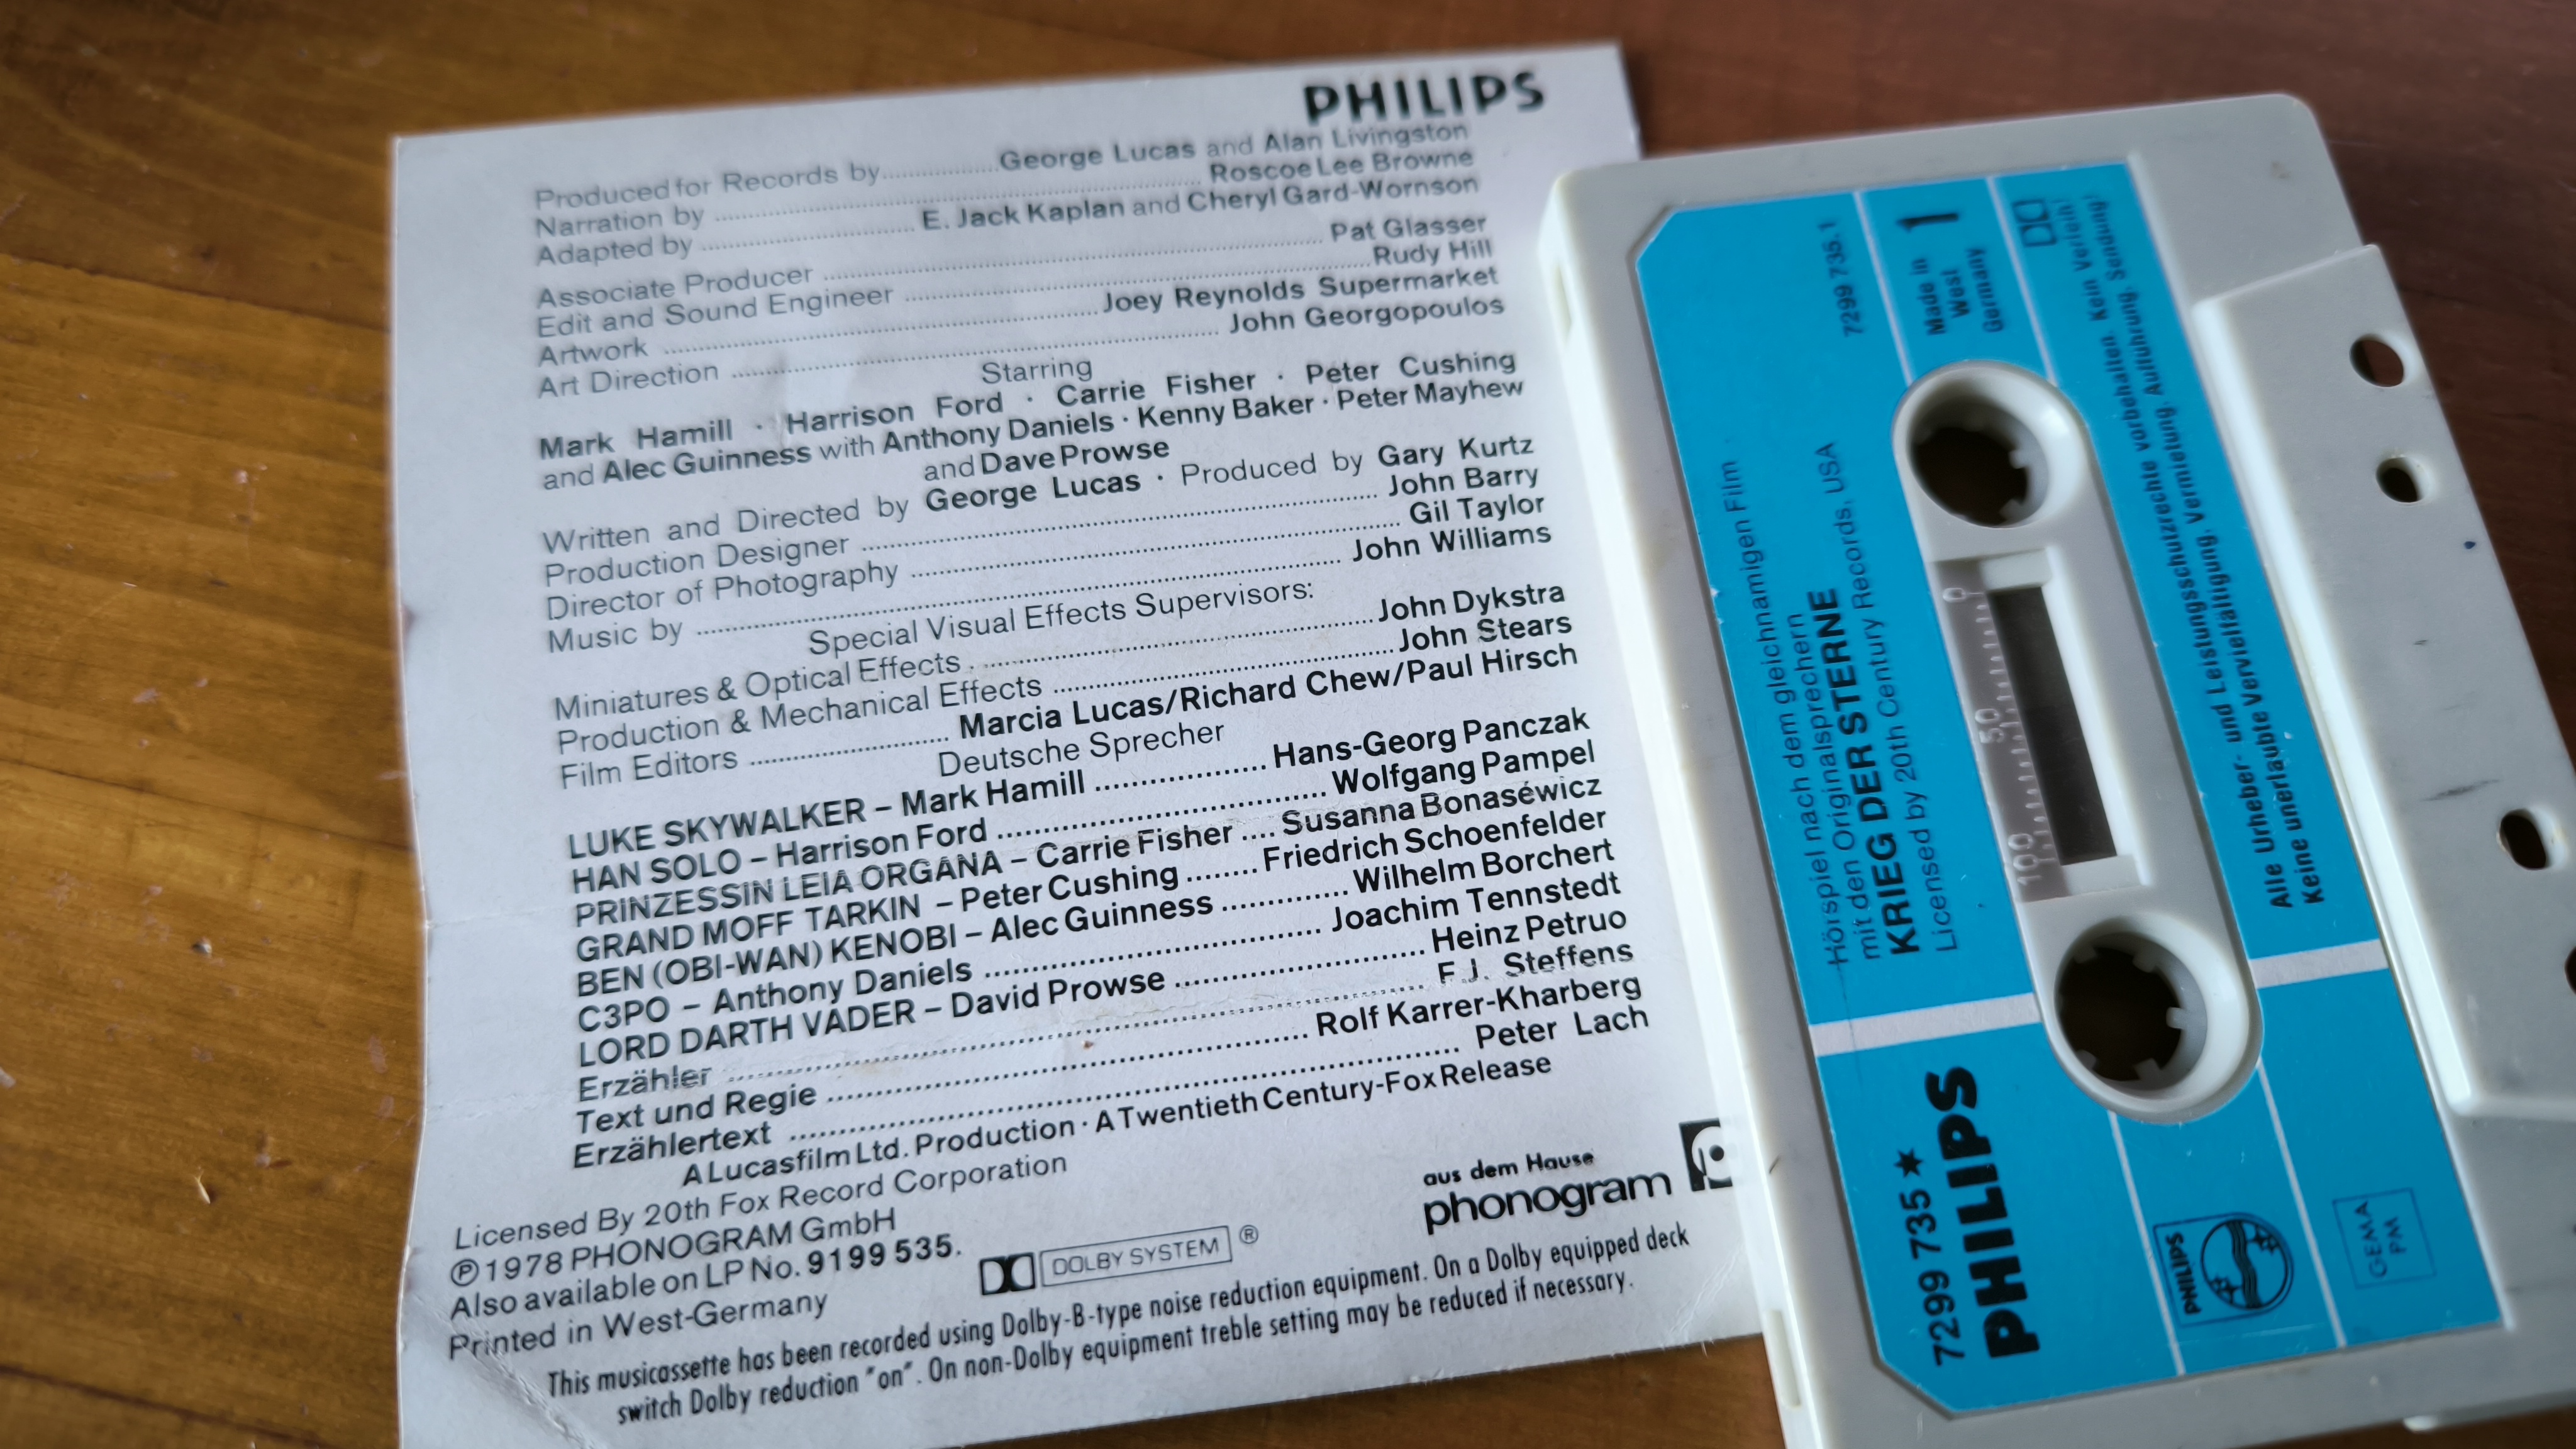 PHILIPS
Produced for Records by....................George Lucas and Alan Livingston
Narration by ....................Roscoe Lee Browne
Adapted by ....................E. Jack Kaplan and Cheryl Gard-Wornson
Associate Producer ....................Pat Glasser
Edit and Sound Engineer ....................Rudy Hill
Artwork ....................Joey Reynolds Supermarket
Art Direction ....................John Georgopoulos
Starring
Mark Hamill · Harrison Ford · Carrie Fisher · Peter Cushing
and Alec Guinness with Anthony Daniels · Kenny Baker · Peter Mayhew
and Dave Prowse
Written and Directed by George Lucas · Produced by Gary Kurtz
Production Designer ....................John Barry
Director of Photography ....................Gil Taylor
Music by ....................John Williams
Special Visual Effects Supervisors:
Miniatures & Optical Effects ....................John Dykstra
Production & Mechanical Effects ....................John Stears
Film Editors ....................Marcia Lucas/Richard Chew/Paul Hirsch
Deutsche Sprecher
LUKE SKYWALKER – Mark Hamill ....................Hans-Georg Panczak
HAN SOLO – Harrison Ford ....................Wolfgang Pampel
PRINZESSIN LEIA ORGANA – Carrie Fisher ....Susanna Bonaséwicz
GRAND MOFF TARKIN – Peter Cushing ........Friedrich Schoenfelder
BEN (OBI-WAN) KENOBI – Alec Guinness ..............Wilhelm Borchert
C3PO – Anthony Daniels ....................Joachim Tennstedt
LORD DARTH VADER – David Prowse ....................Heinz Petruo
Erzähler ....................F.J. Steffens
Text und Regie ....................Rolf Karrer-Kharberg
Erzählertext ....................Peter Lach
A Lucasfilm Ltd. Production · A Twentieth Century-Fox Release
Licensed By 20th Fox Record Corporation
℗ 1978 PHONOGRAM GmbH
Also available on LP No. 9199 535.
Printed in West-Germany
DOLBY SYSTEM ®
aus dem Hause
phonogram
This musicassette has been recorded using Dolby-B-type noise reduction equipment. On a Dolby equipped deck
switch Dolby reduction "on". On non-Dolby equipment treble setting may be reduced if necessary.
7299 735.1
Hörspiel nach dem gleichnamigen Film
mit den Originalsprechern
KRIEG DER STERNE
Licensed by 20th Century Records, USA
Made in
West
Germany
1
0
50
100
Alle Urheber- und Leistungsschutzrechte vorbehalten. Kein Verleih!
Keine unerlaubte Vervielfältigung, Vermietung, Aufführung, Sendung!
7299 735 ★
PHILIPS
PHILIPS
GEMA
PM